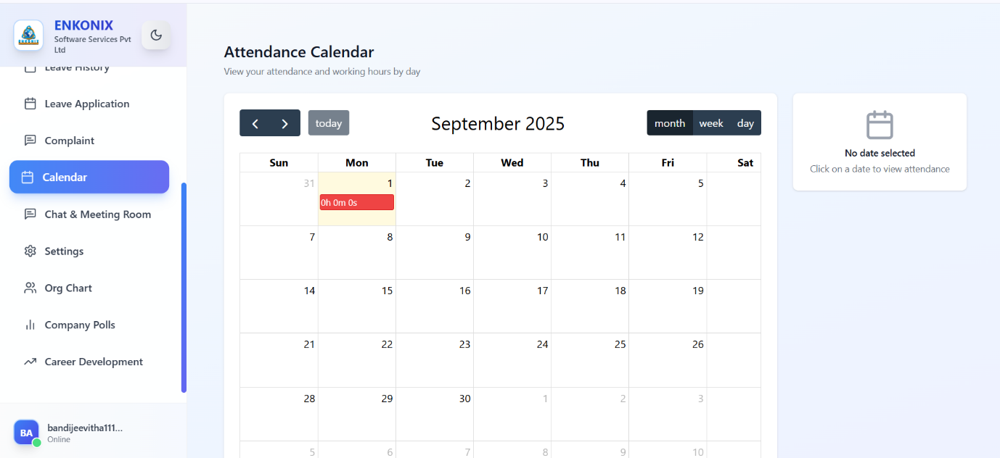 ENKONIX
Software Services Pvt
Ltd
Leave History
Leave Application
Complaint
Calendar
Chat & Meeting Room
Settings
Org Chart
Company Polls
Career Development
BA
bandijeevitha111...
Online
Attendance Calendar
View your attendance and working hours by day
today
September 2025
month week day
Sun Mon Tue Wed Thu Fri Sat
31 1 2 3 4 5
0h 0m 0s
7 8 9 10 11 12
14 15 16 17 18 19
21 22 23 24 25 26
28 29 30 1 2 3
5 6 7 8 9 10
No date selected
Click on a date to view attendance